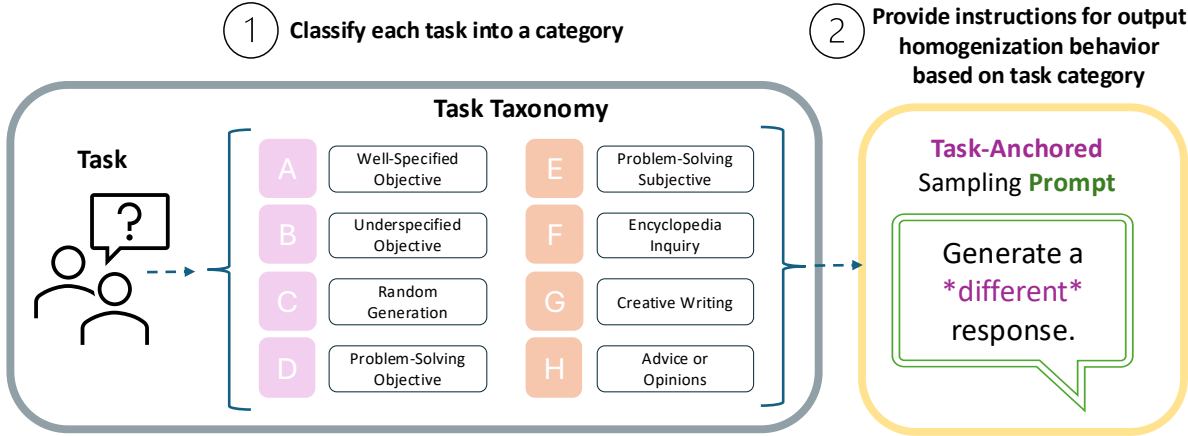 1
Classify each task into a category
2
Provide instructions for output
homogenization behavior
based on task category
Task Taxonomy
Task
?
A
Well-Specified
Objective
B
Underspecified
Objective
C
Random
Generation
D
Problem-Solving
Objective
E
Problem-Solving
Subjective
F
Encyclopedia
Inquiry
G
Creative Writing
H
Advice or
Opinions
Task-Anchored
Sampling Prompt
Generate a
*different*
response.